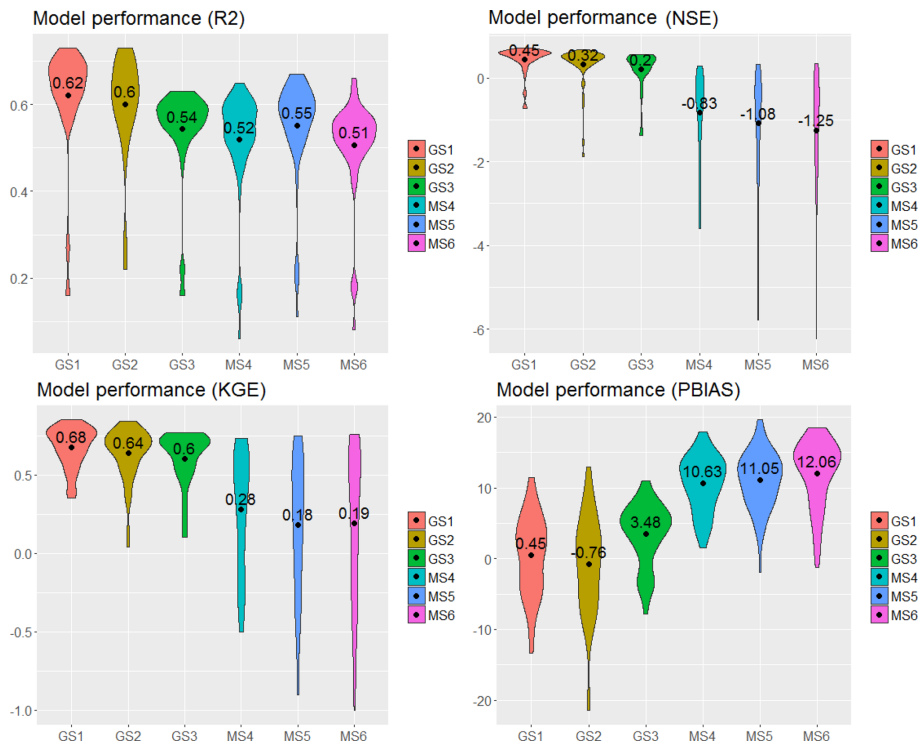 Model performance (R2)
0.6
0.4
0.2
0.62
0.6
0.54
0.52
0.55
0.51
GS1 GS2 GS3 MS4 MS5 MS6
GS1
GS2
GS3
MS4
MS5
MS6
Model performance (NSE)
0
-2
-4
-6
0.45
0.32
0.2
-0.83
-1.08
-1.25
GS1 GS2 GS3 MS4 MS5 MS6
GS1
GS2
GS3
MS4
MS5
MS6
Model performance (KGE)
0.5
0.0
-0.5
-1.0
0.68
0.64
0.6
0.28
0.18
0.19
GS1 GS2 GS3 MS4 MS5 MS6
GS1
GS2
GS3
MS4
MS5
MS6
Model performance (PBIAS)
20
10
0
-10
-20
0.45
-0.76
3.48
10.63
11.05
12.06
GS1 GS2 GS3 MS4 MS5 MS6
GS1
GS2
GS3
MS4
MS5
MS6